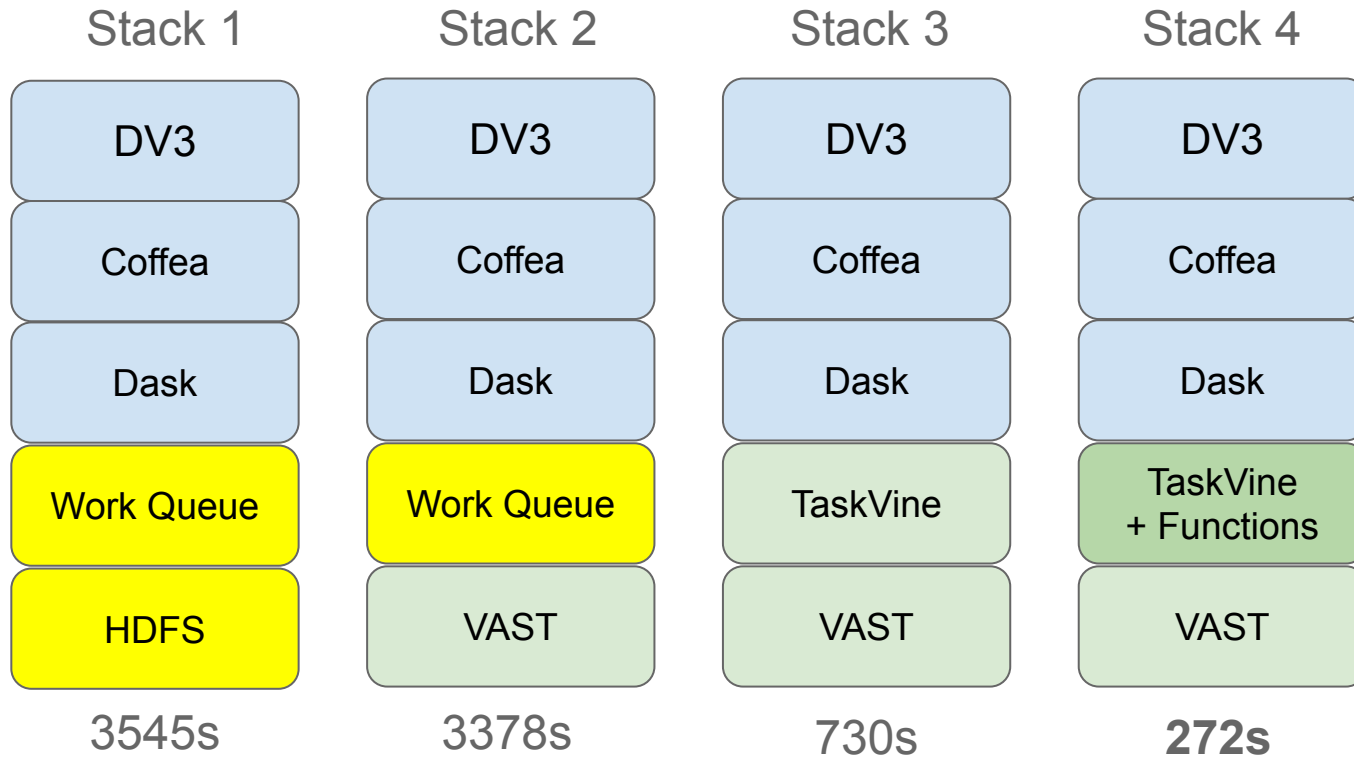 Stack 1
DV3
Coffea
Dask
Work Queue
HDFS
3545s
Stack 2
DV3
Coffea
Dask
Work Queue
VAST
3378s
Stack 3
DV3
Coffea
Dask
TaskVine
VAST
730s
Stack 4
DV3
Coffea
Dask
TaskVine
+ Functions
VAST
272s